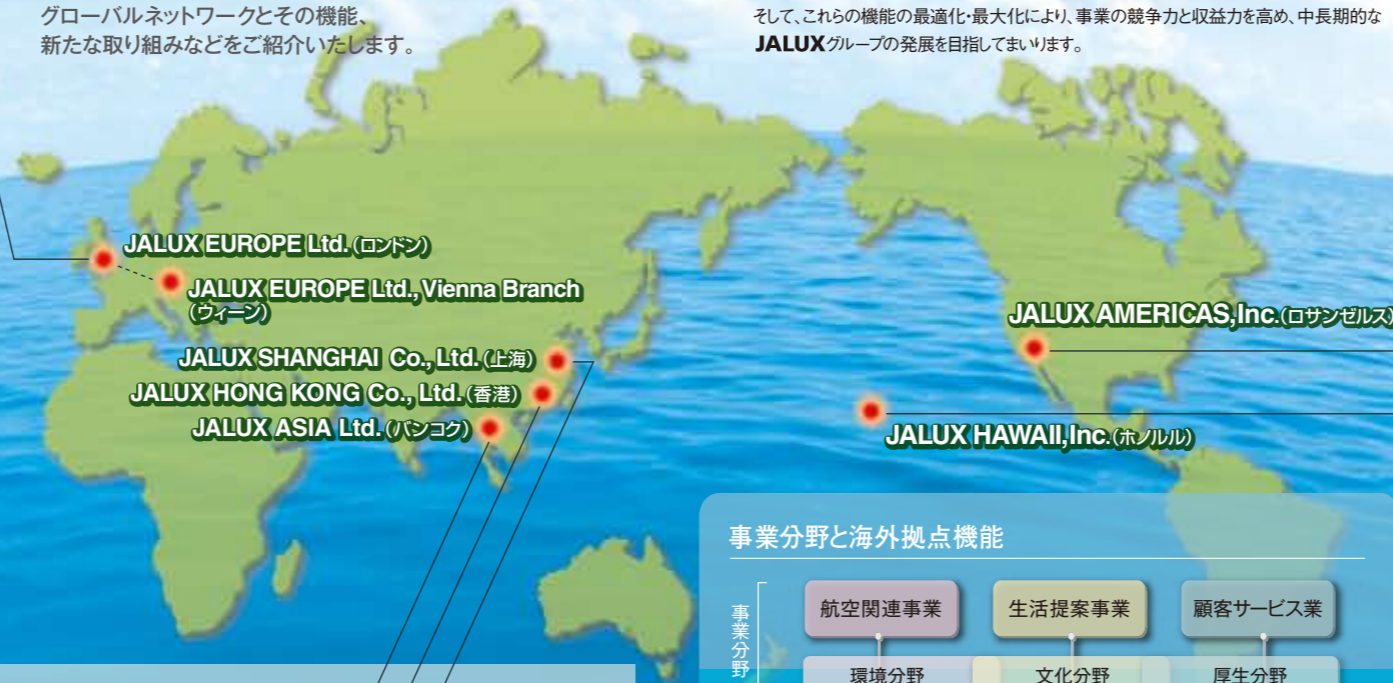 グローバルネットワークとその機能、
新たな取り組みなどをご紹介いたします。
そして、これらの機能の最適化・最大化により、事業の競争力と収益力を高め、中長期的な
JALUXグループの発展を目指してまいります。
JALUX EUROPE Ltd.(ロンドン)
JALUX EUROPE Ltd., Vienna Branch
(ウィーン)
JALUX SHANGHAI Co., Ltd.(上海)
JALUX HONG KONG Co., Ltd.(香港)
JALUX ASIA Ltd.(バンコク)
JALUX AMERICAS, Inc.(ロサンゼルス)
JALUX HAWAII, Inc.(ホノルル)
事業分野と海外拠点機能
事業分野
航空関連事業
生活提案事業
顧客サービス業
環境分野
文化分野
厚生分野